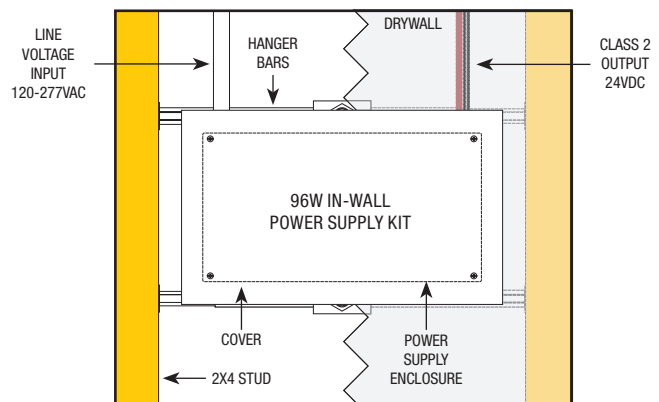 LINE
VOLTAGE
INPUT
120-277VAC
HANGER
BARS
DRYWALL
CLASS 2
OUTPUT
24VDC
96W IN-WALL
POWER SUPPLY KIT
COVER
POWER
SUPPLY
ENCLOSURE
2X4 STUD